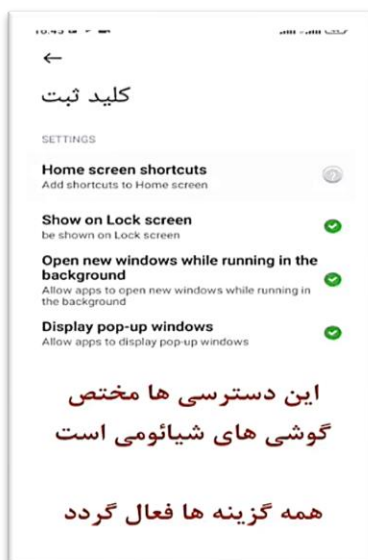 کلید ثبت
SETTINGS
Home screen shortcuts
Add shortcuts to Home screen
Show on Lock screen
be shown on Lock screen
Open new windows while running in the
background
Allow apps to open new windows while running in
the background
Display pop-up windows
Allow apps to display pop-up windows
این دسترسی ها مختص
گوشی های شیائومی است
همه گزینه ها فعال گردد